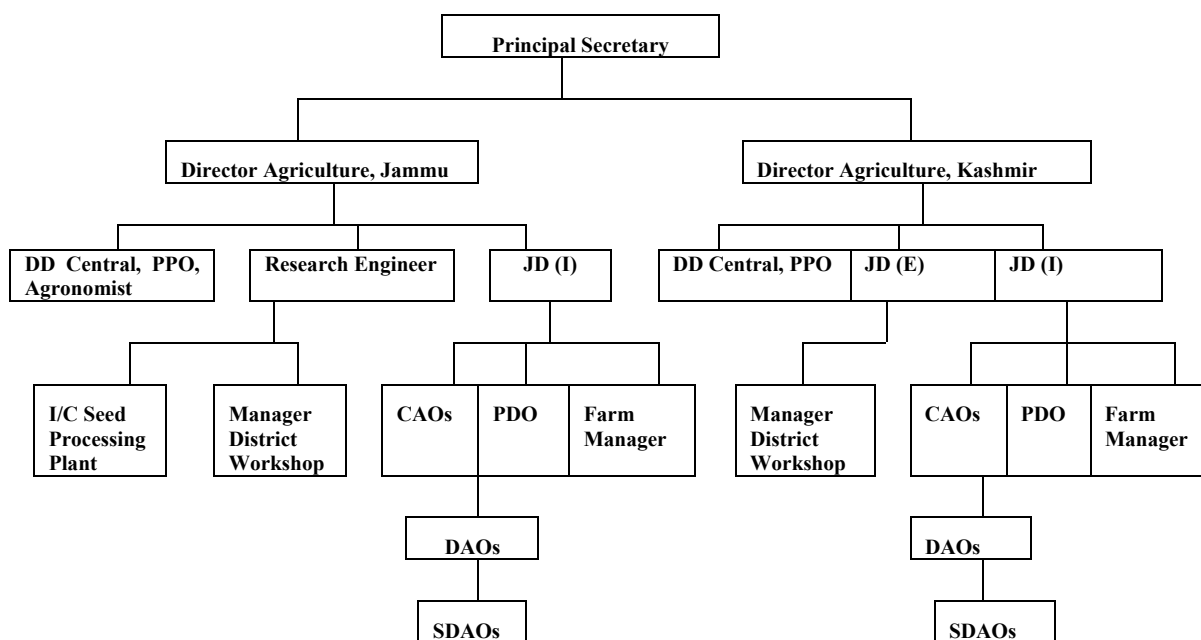 Principal Secretary
Director Agriculture, Jammu
Director Agriculture, Kashmir
DD Central, PPO,
Agronomist
Research Engineer
JD (I)
DD Central, PPO
JD (E)
JD (I)
I/C Seed
Processing
Plant
Manager
District
Workshop
CAOs
PDO
Farm
Manager
Manager
District
Workshop
CAOs
PDO
Farm
Manager
DAOs
DAOs
SDAOs
SDAOs